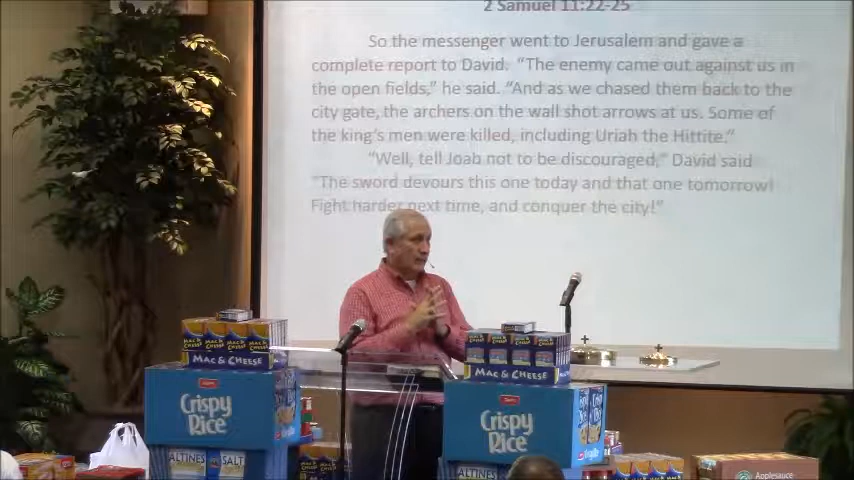 2 Samuel 11:22-25
So the messenger went to Jerusalem and gave a
complete report to David. “The enemy came out against us in
the open fields,” he said. “And as we chased them back to the
city gate, the archers on the wall shot arrows at us. Some of
the king’s men were killed, including Uriah the Hittite.”
“Well, tell Joab not to be discouraged,” David said
“The sword devours this one today and that one tomorrow!
Fight harder next time, and conquer the city!”
MAC & CHEESE
MAC & CHEESE
Crispy
Rice
Crispy
Rice
ALTINES
SALT
ALTINES
Applesauce